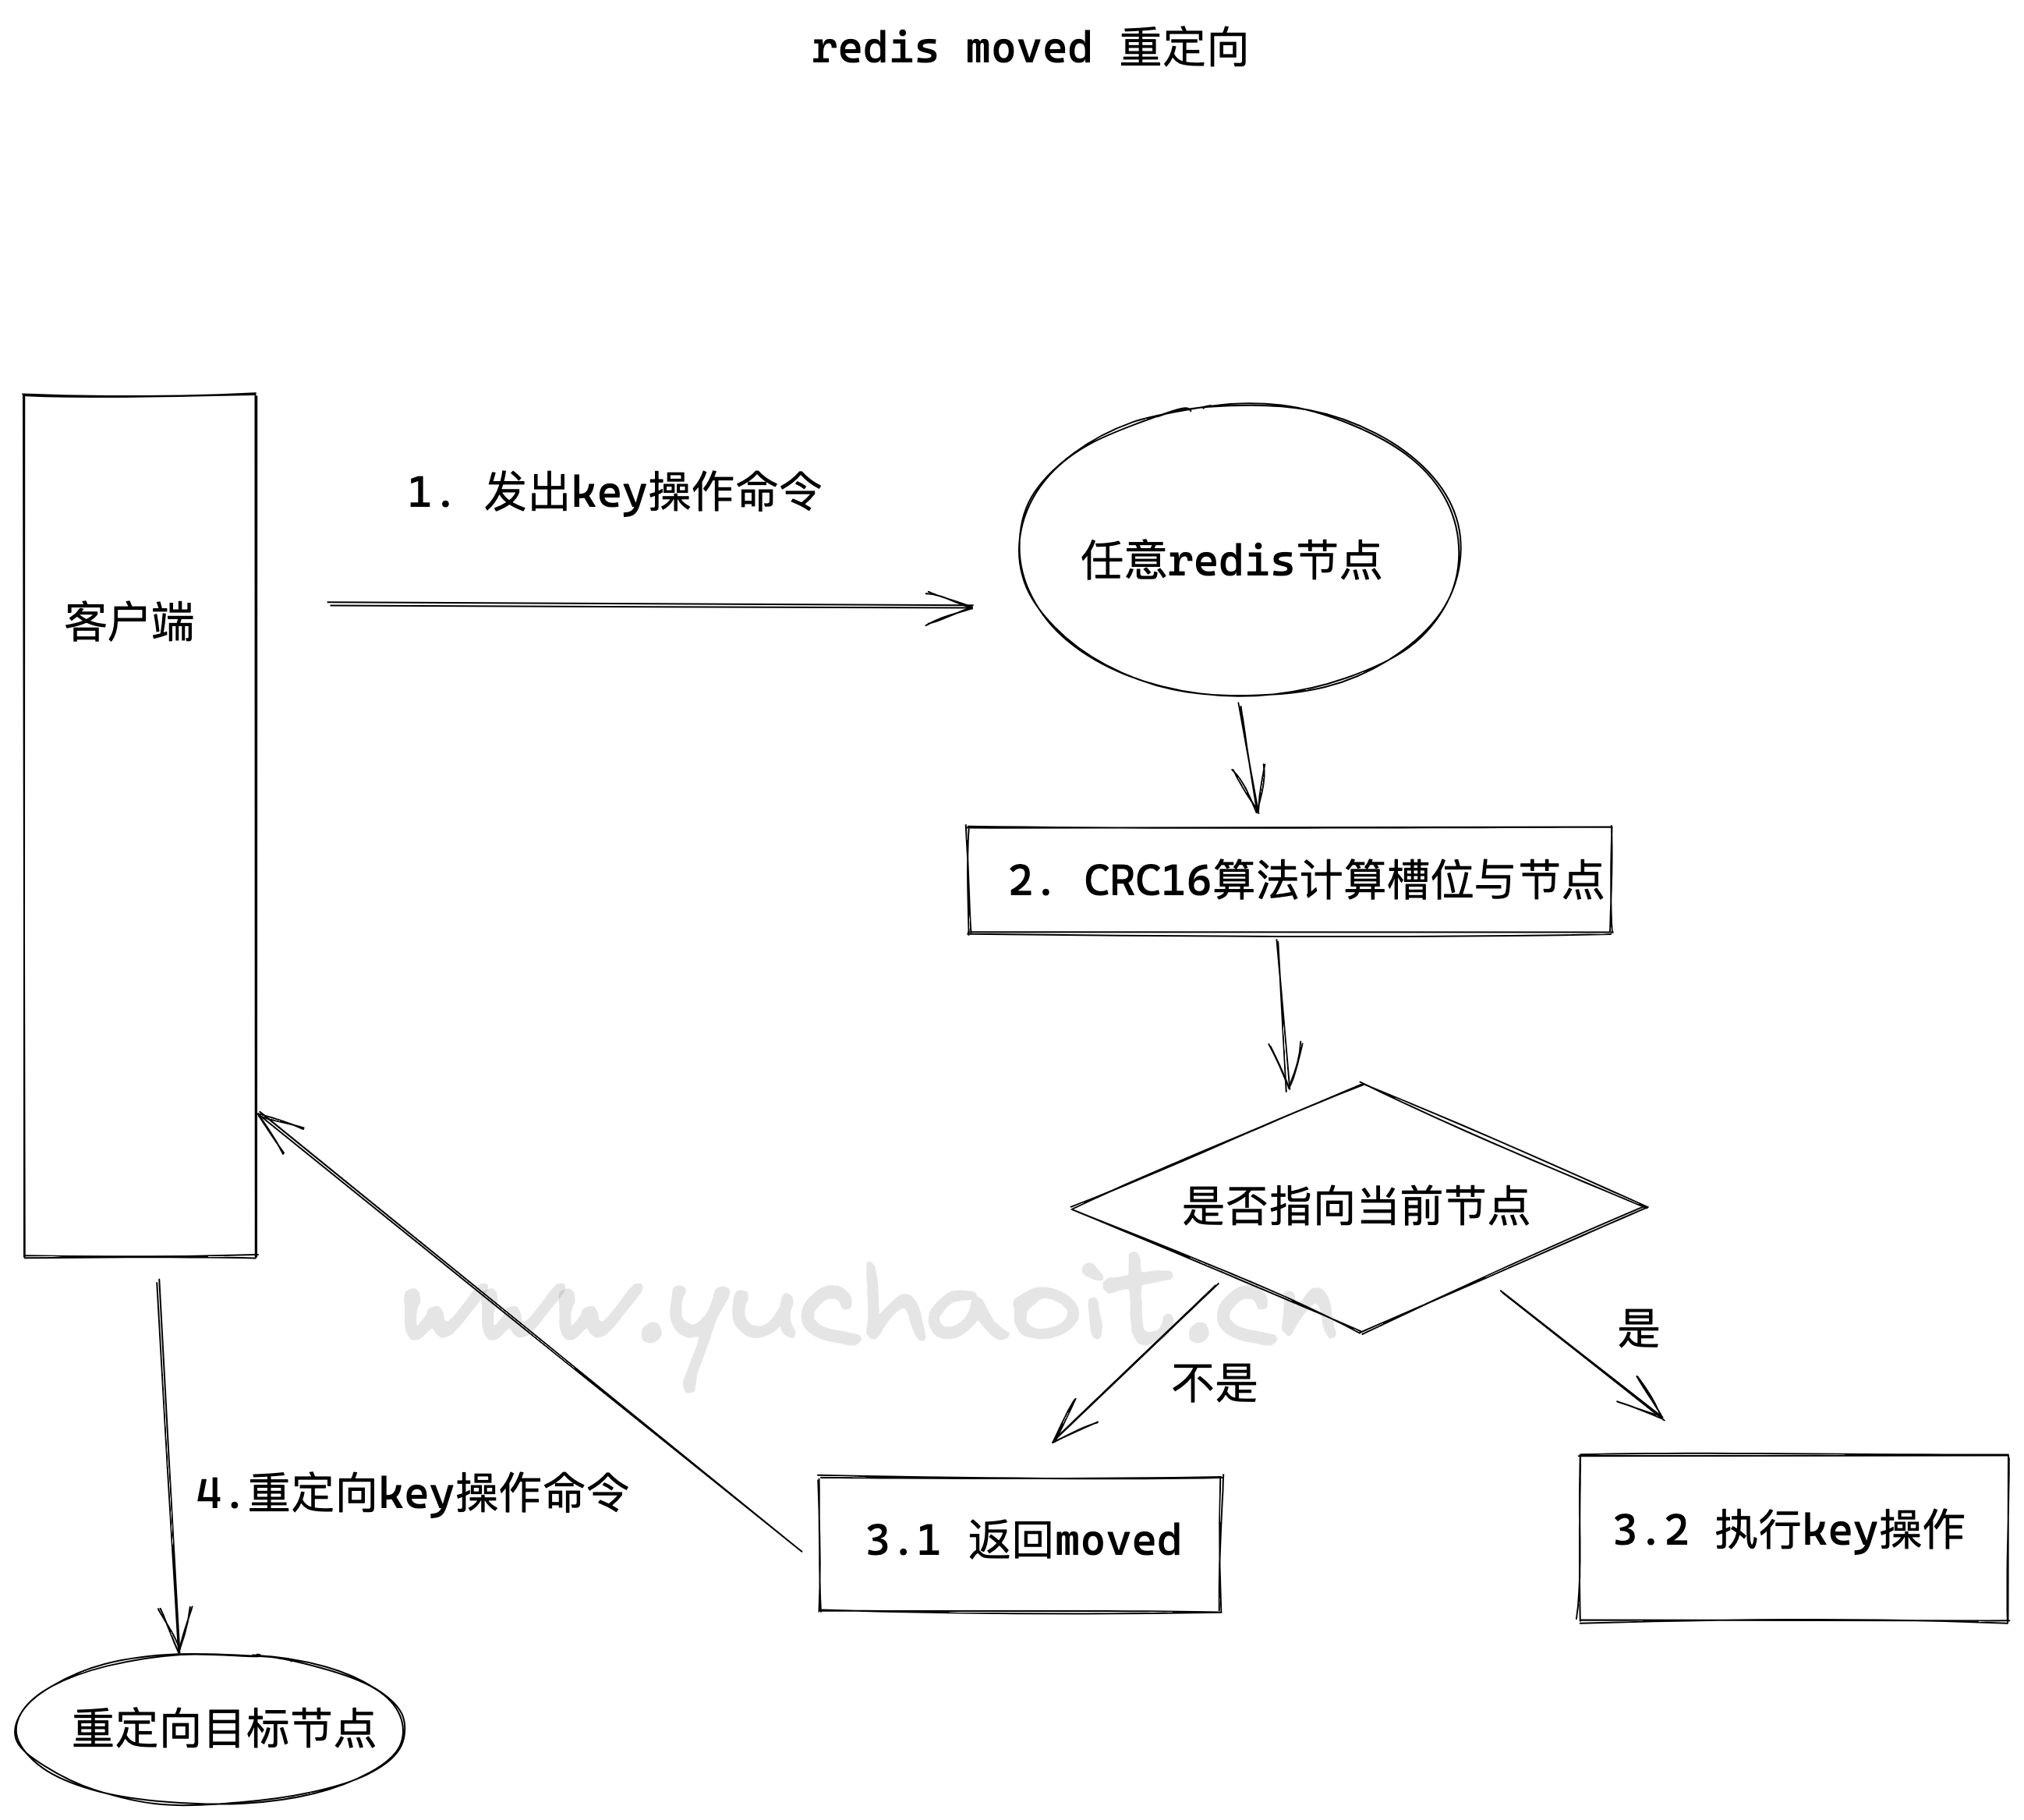 redis moved 重定向
1. 发出key操作命令
任意redis节点
客户端
2. CRC16算法计算槽位与节点
是否指向当前节点
www.yuchaoit.cn
是
不是
4.重定向key操作命令
3.1 返回moved
3.2 执行key操作
重定向目标节点